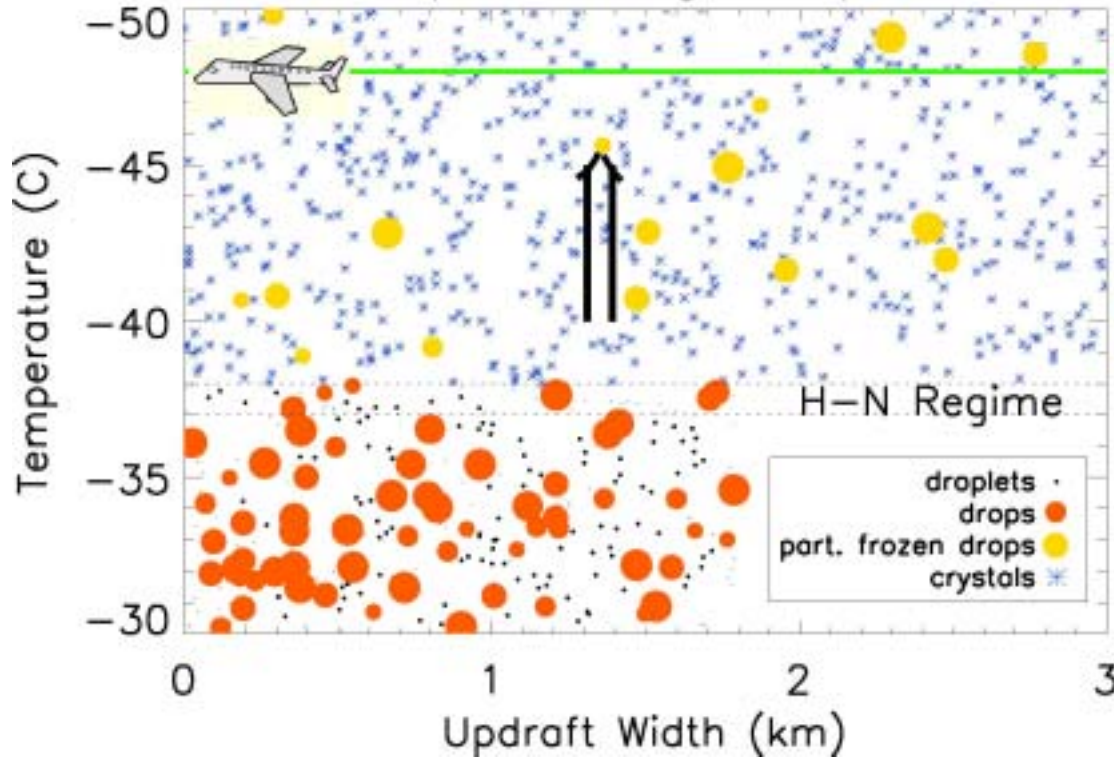 -50
-45
-40
-35
-30
Temperature (C)
H-N Regime
droplets
drops
part. frozen drops
crystals
0 1 2 3
Updraft Width (km)